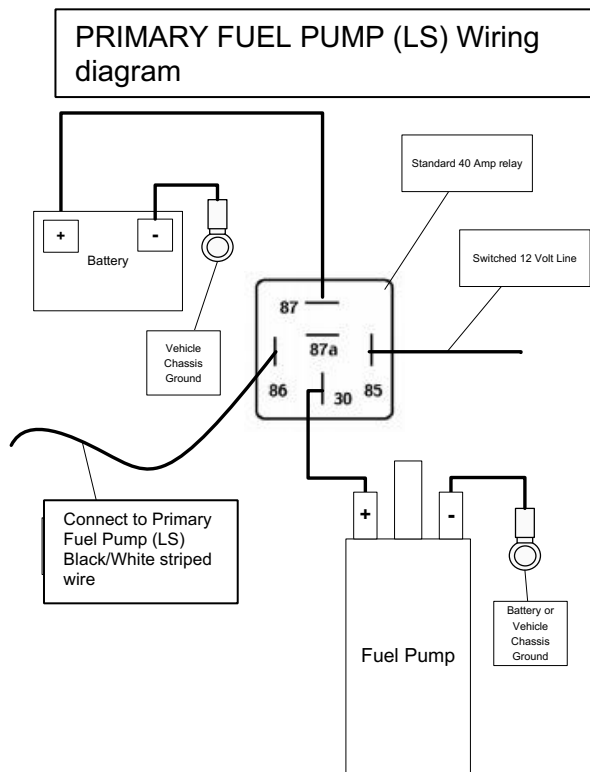 PRIMARY FUEL PUMP (LS) Wiring
diagram
Standard 40 Amp relay
+
-
Battery
Switched 12 Volt Line
Vehicle
Chassis
Ground
87
87a
86
30
85
Connect to Primary
Fuel Pump (LS)
Black/White striped
wire
+
-
Fuel Pump
Battery or
Vehicle
Chassis
Ground